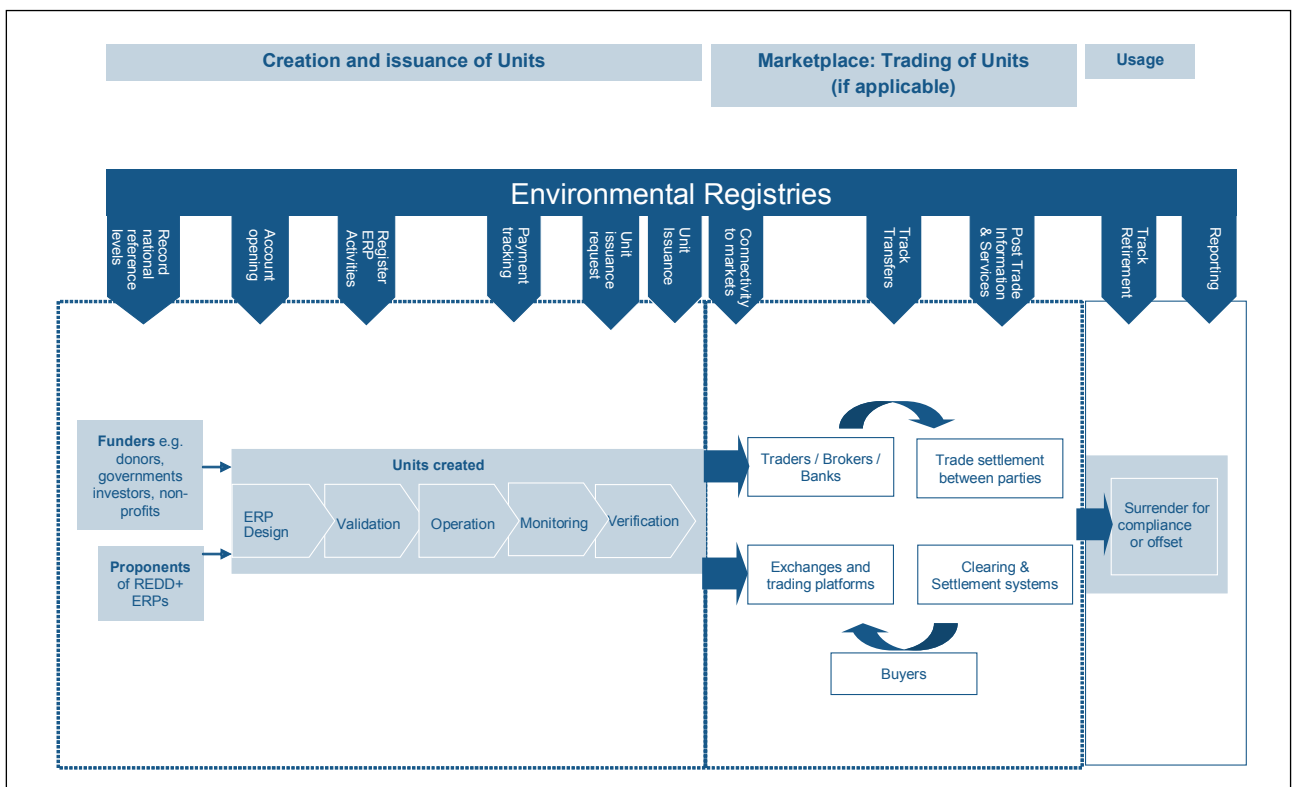 Creation and issuance of Units
Marketplace: Trading of Units
(if applicable)
Usage
Environmental Registries
Record
national
reference
levels
Account
opening
Register
ERP
Activities
Payment
tracking
Unit
issuance
request
Unit
Issuance
Connectivity
to markets
Track
Transfers
Post Trade
Information
& Services
Track
Retirement
Reporting
Funders e.g.
donors,
governments
investors, non-
profits
Proponents
of REDD+
ERPs
Units created
ERP
Design
Validation
Operation
Monitoring
Verification
Traders / Brokers /
Banks
Trade settlement
between parties
Exchanges and
trading platforms
Clearing &
Settlement systems
Buyers
Surrender for
compliance
or offset